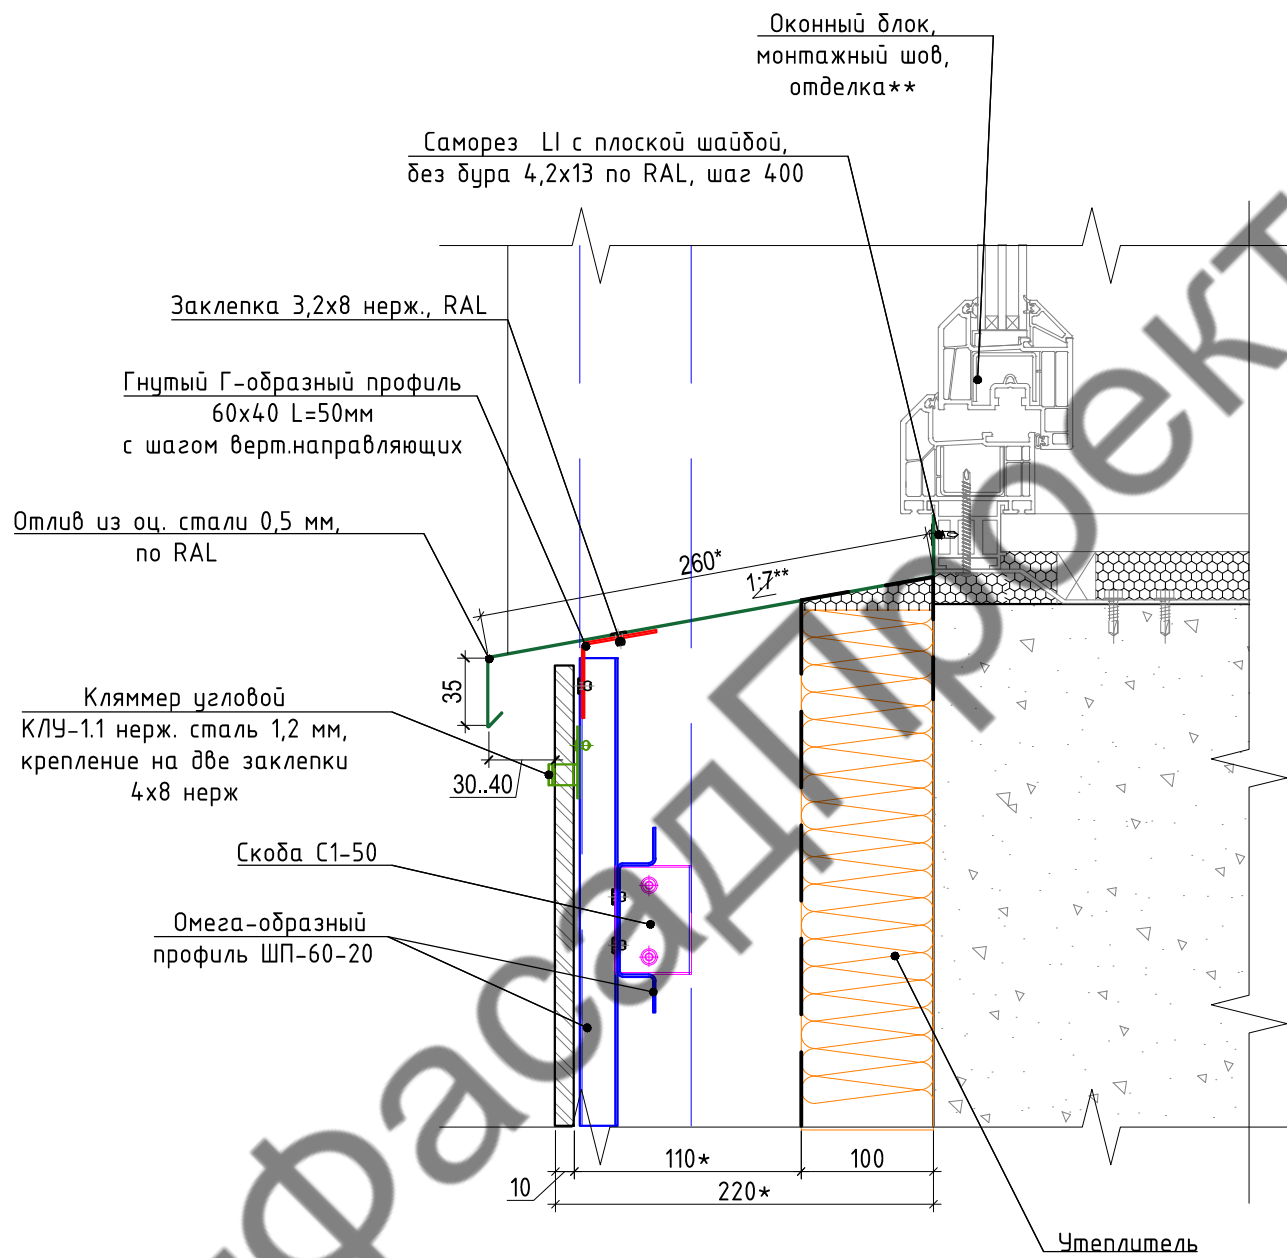 Оконный блок,
монтажный шов,
отделка**
Саморез LI с плоской шайбой,
без бура 4,2х13 по RAL, шаг 400
Заклепка 3,2х8 нерж., RAL
Гнутый Г-образный профиль
60х40 L=50мм
с шагом верт.направляющих
Отлив из оц. стали 0,5 мм,
по RAL
260*
1:7**
35
Кляммер угловой
КЛУ-1.1 нерж. сталь 1,2 мм,
крепление на две заклепки
4х8 нерж
30..40
Скоба С1-50
Омега-образный
профиль ШП-60-20
10
110*
100
220*
Утеплитель
ФасадПроект